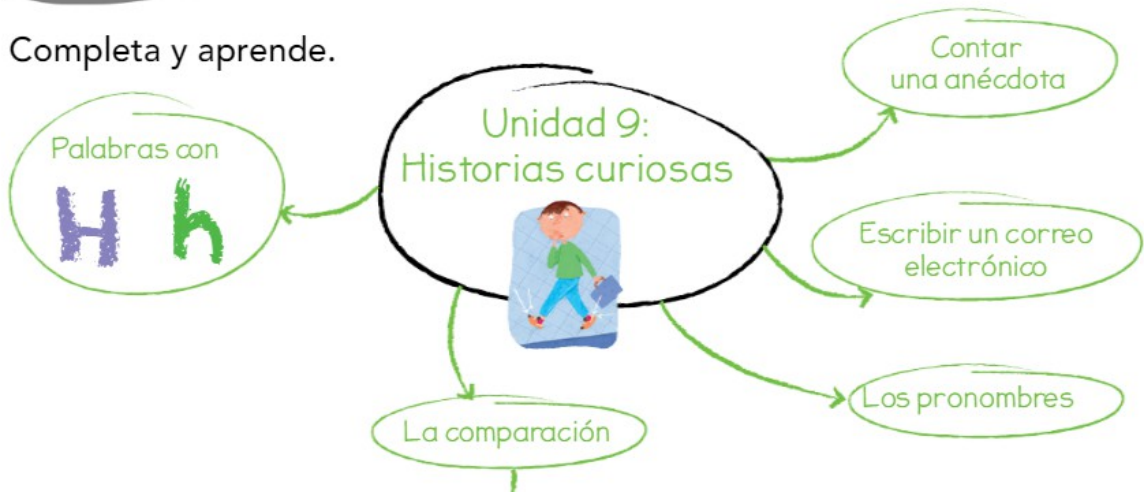 Completa y aprende.
Contar
una anécdota
Unidad 9:
Historias curiosas
Palabras con
H h
Escribir un correo
electrónico
Los pronombres
La comparación